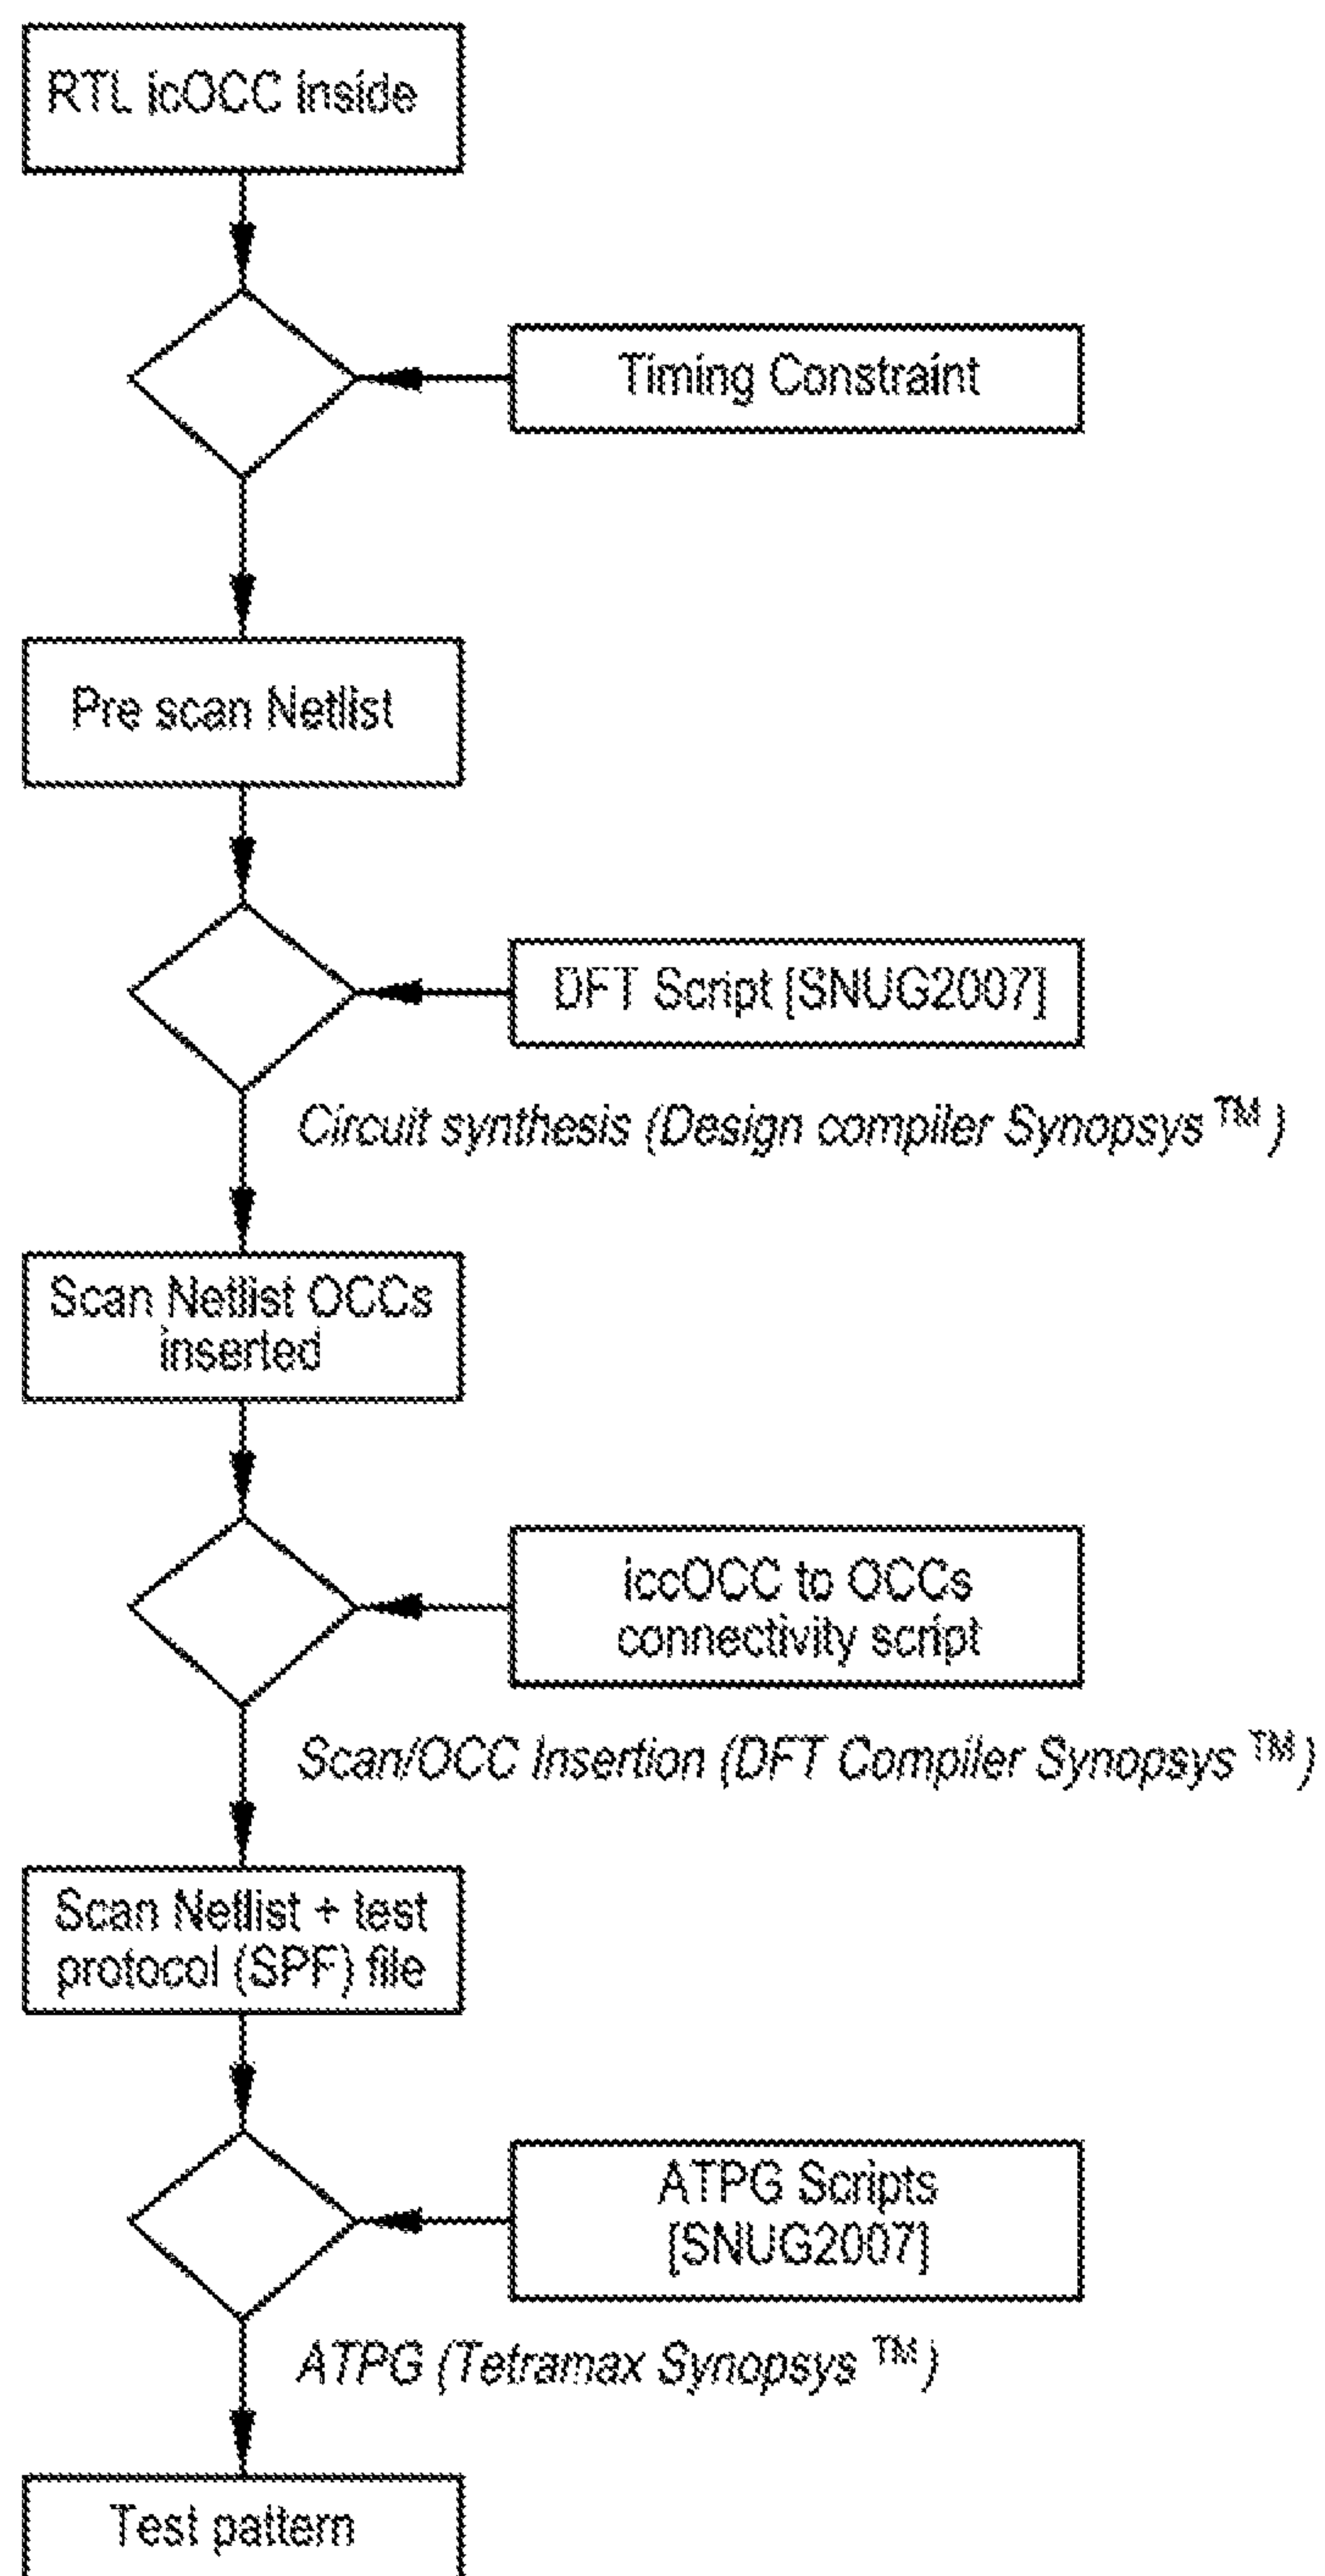 RTL icOCC inside
Timing Constraint
Pre scan Netlist
DFT Script [SNUG2007]
Circuit synthesis (Design compiler Synopsys ™)
Scan Netlist OCCs
inserted
iccOCC to OCCs
connectivity script
Scan/OCC Insertion (DFT Compiler Synopsys ™)
Scan Netlist + test
protocol (SPF) file
ATPG Scripts
[SNUG2007]
ATPG (Tetramax Synopsys ™)
Test pattern